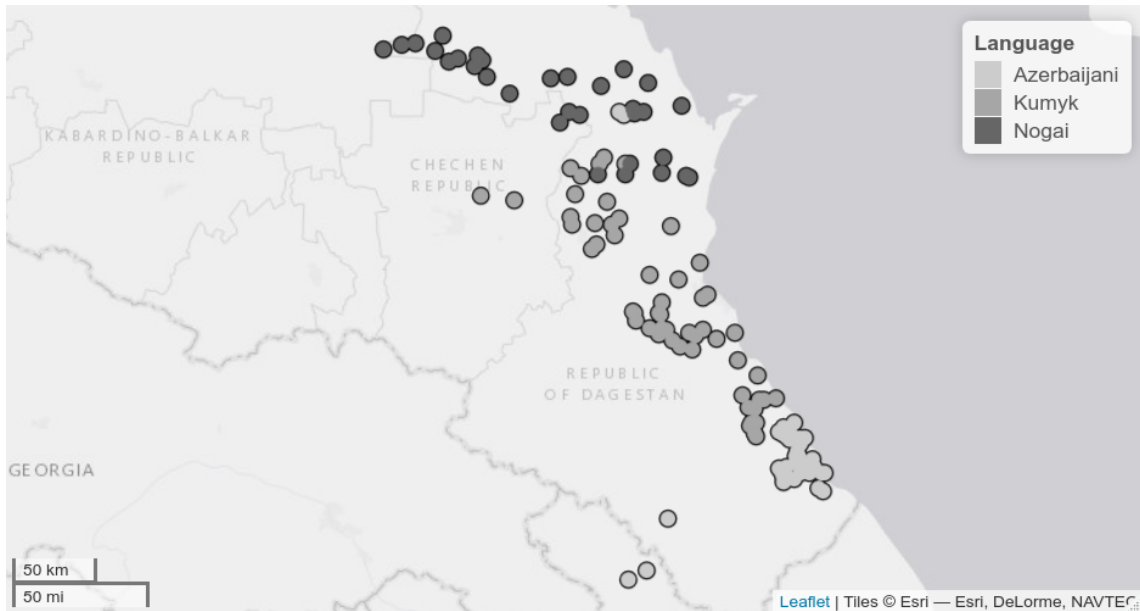 Language
Azerbaijani
Kumyk
Nogai
KABARDINO-BALKAR
REPUBLIC
CHECHEN
REPUBLIC
REPUBLIC
OF DAGESTAN
GEORGIA
50 km
50 mi
Leaflet | Tiles © Esri — Esri, DeLorme, NAVTEC